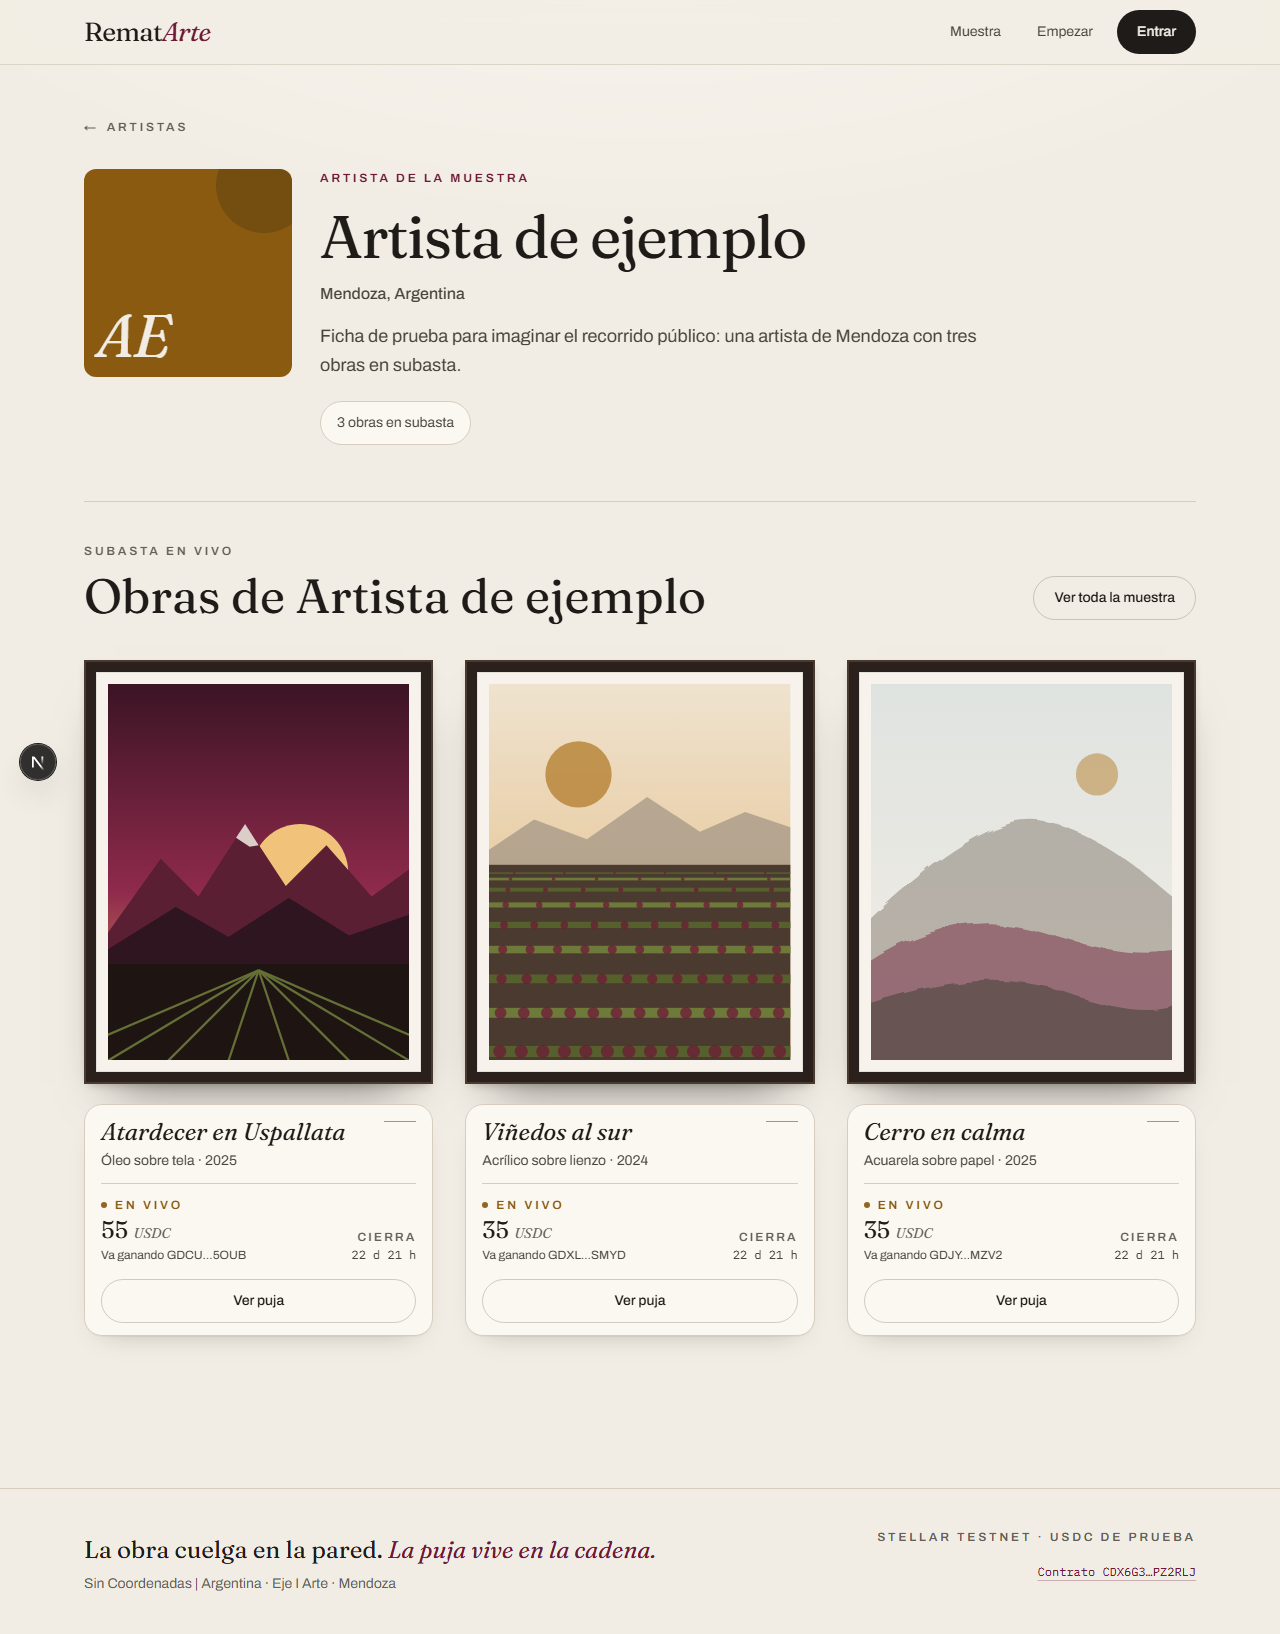 RematArte
Muestra
Empezar
Entrar
← ARTISTAS
AE
ARTISTA DE LA MUESTRA
Artista de ejemplo
Mendoza, Argentina
Ficha de prueba para imaginar el recorrido público: una artista de Mendoza con tres
obras en subasta.
3 obras en subasta
SUBASTA EN VIVO
Obras de Artista de ejemplo
Ver toda la muestra
N
Atardecer en Uspallata
Óleo sobre tela · 2025
EN VIVO
55 USDC
CIERRA
Va ganando GDCU…5OUB
22 d 21 h
Ver puja
Viñedos al sur
Acrílico sobre lienzo · 2024
EN VIVO
35 USDC
CIERRA
Va ganando GDXL…SMYD
22 d 21 h
Ver puja
Cerro en calma
Acuarela sobre papel · 2025
EN VIVO
35 USDC
CIERRA
Va ganando GDJY…MZV2
22 d 21 h
Ver puja
La obra cuelga en la pared. La puja vive en la cadena.
Sin Coordenadas | Argentina · Eje I Arte · Mendoza
STELLAR TESTNET · USDC DE PRUEBA
Contrato CDX6G3…PZ2RLJ